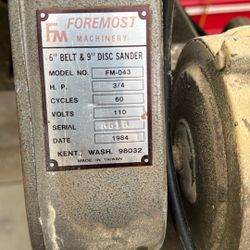 FM FOREMOST
MACHINERY
6" BELT & 9" DISC SANDER
MODEL NO. FM-043
H. P. 3/4
CYCLES 60
VOLTS 110
SERIAL
DATE 1984
KENT, WASH. 98032
MADE IN TAIWAN